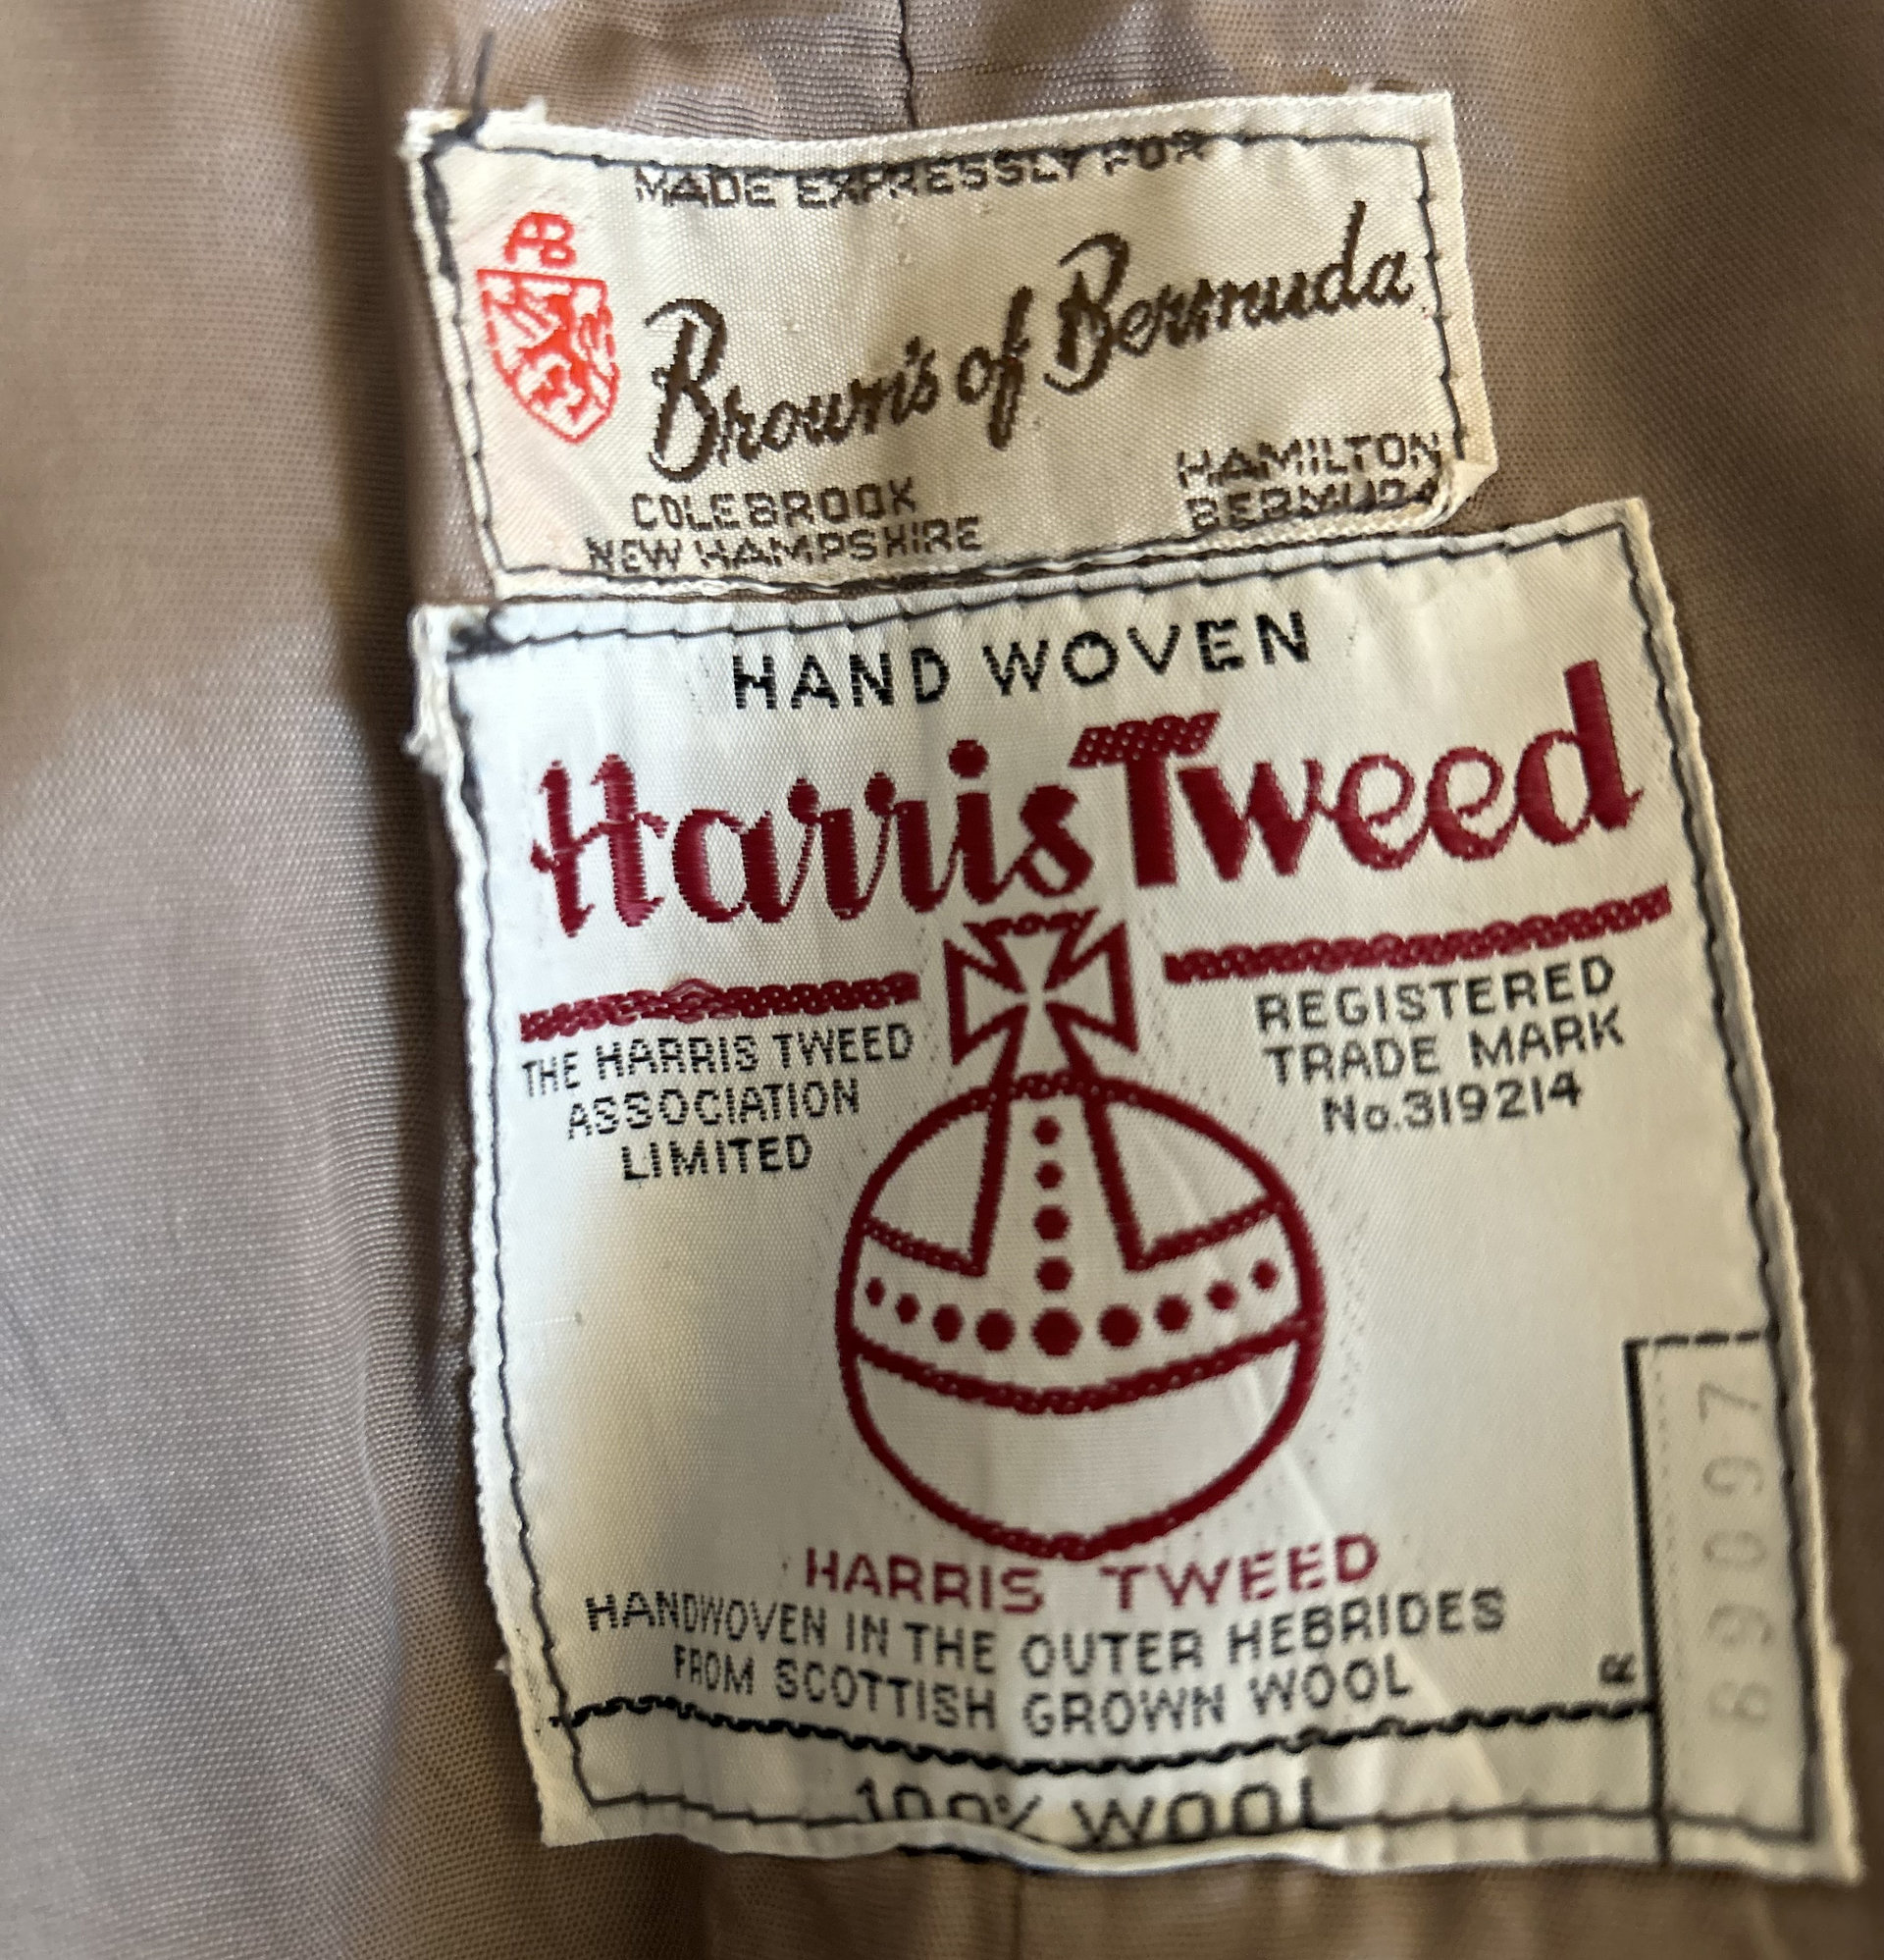 MADE EXPRESSLY FOR
AB
Brown's of Bermuda
COLEBROOK
NEW HAMPSHIRE
HAMILTON
BERMUDA
HAND WOVEN
Harris Tweed
THE HARRIS TWEED
ASSOCIATION
LIMITED
REGISTERED
TRADE MARK
No.319214
HARRIS TWEED
HANDWOVEN IN THE OUTER HEBRIDES
FROM SCOTTISH GROWN WOOL
R
100% WOOL